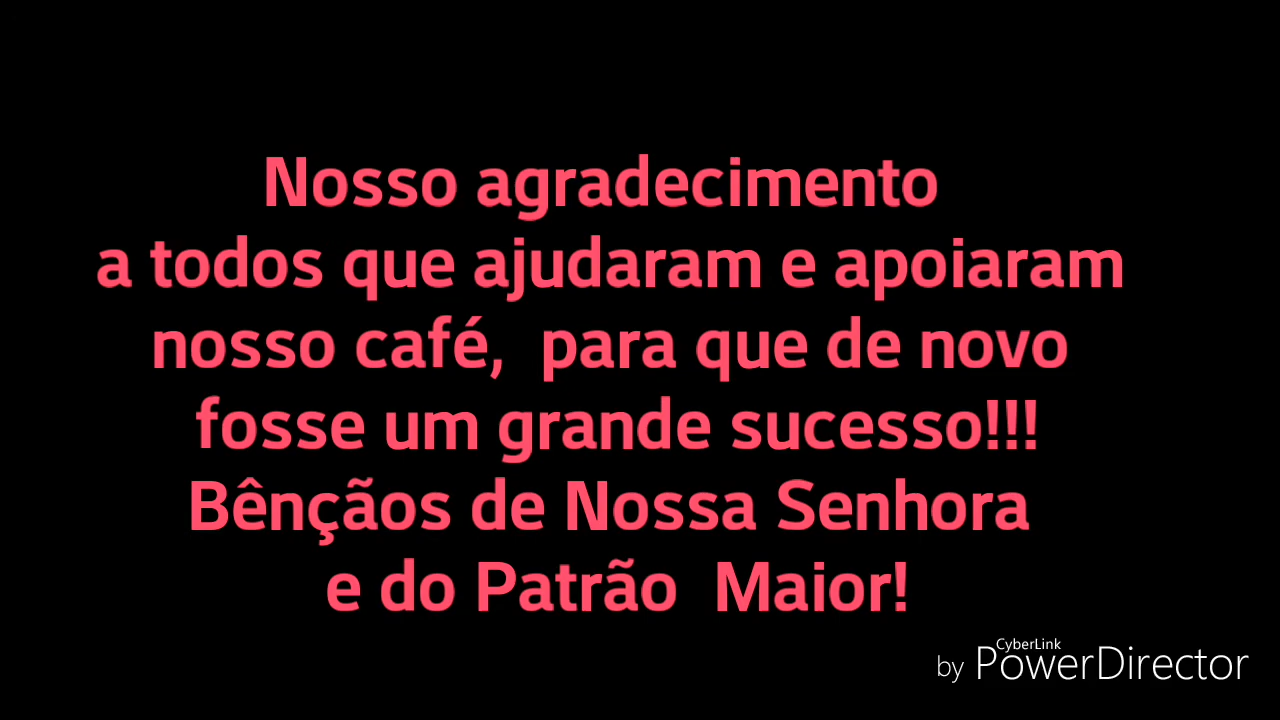 Nosso agradecimento
a todos que ajudaram e apoiaram
nosso café,  para que de novo
fosse um grande sucesso!!!
Bênçãos de Nossa Senhora
e do Patrão  Maior!
CyberLink
by PowerDirector